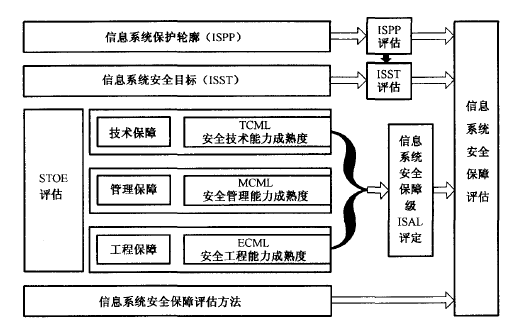 信息系统保护轮廓（ISPP）
ISPP
评估
信息系统安全目标（ISST）
ISST
评估
STOE
评估
技术保障
TCML
安全技术能力成熟度
管理保障
MCML
安全管理能力成熟度
工程保障
ECML
安全工程能力成熟度
信息
系统
安全
保障
级
ISAL
评定
信息系统安全保障评估方法
信
息
系
统
安
全
保
障
评
估